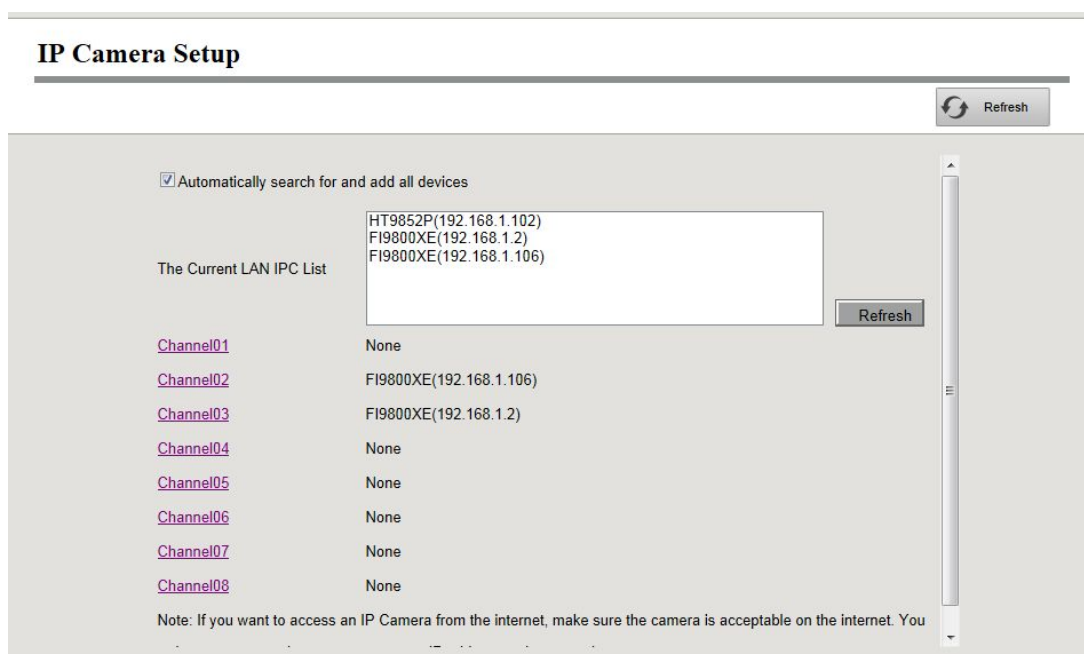 IP Camera Setup
Refresh
Automatically search for and add all devices
The Current LAN IPC List
HT9852P(192.168.1.102)
FI9800XE(192.168.1.2)
FI9800XE(192.168.1.106)
Refresh
Channel01 None
Channel02 FI9800XE(192.168.1.106)
Channel03 FI9800XE(192.168.1.2)
Channel04 None
Channel05 None
Channel06 None
Channel07 None
Channel08 None
Note: If you want to access an IP Camera from the internet, make sure the camera is acceptable on the internet. You